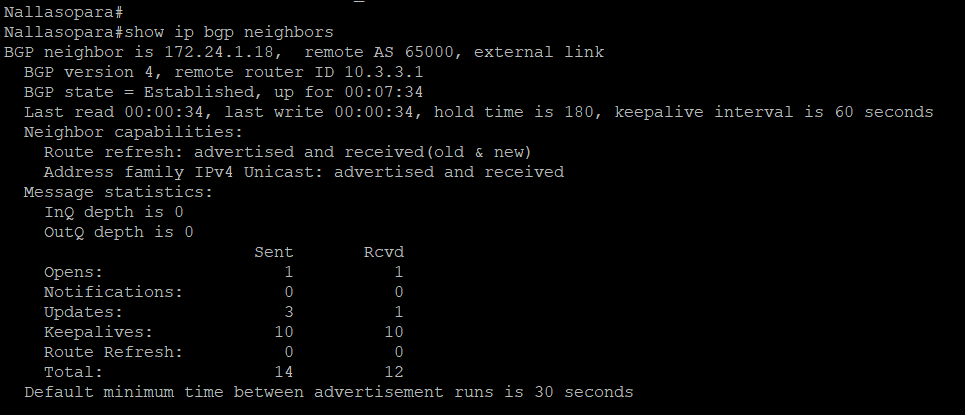 Nallasopara#
Nallasopara#show ip bgp neighbors
BGP neighbor is 172.24.1.18,  remote AS 65000, external link
  BGP version 4, remote router ID 10.3.3.1
  BGP state = Established, up for 00:07:34
  Last read 00:00:34, last write 00:00:34, hold time is 180, keepalive interval is 60 seconds
  Neighbor capabilities:
    Route refresh: advertised and received(old & new)
    Address family IPv4 Unicast: advertised and received
  Message statistics:
    InQ depth is 0
    OutQ depth is 0
                         Sent       Rcvd
    Opens:                  1          1
    Notifications:          0          0
    Updates:                3          1
    Keepalives:            10         10
    Route Refresh:          0          0
    Total:                 14         12
  Default minimum time between advertisement runs is 30 seconds